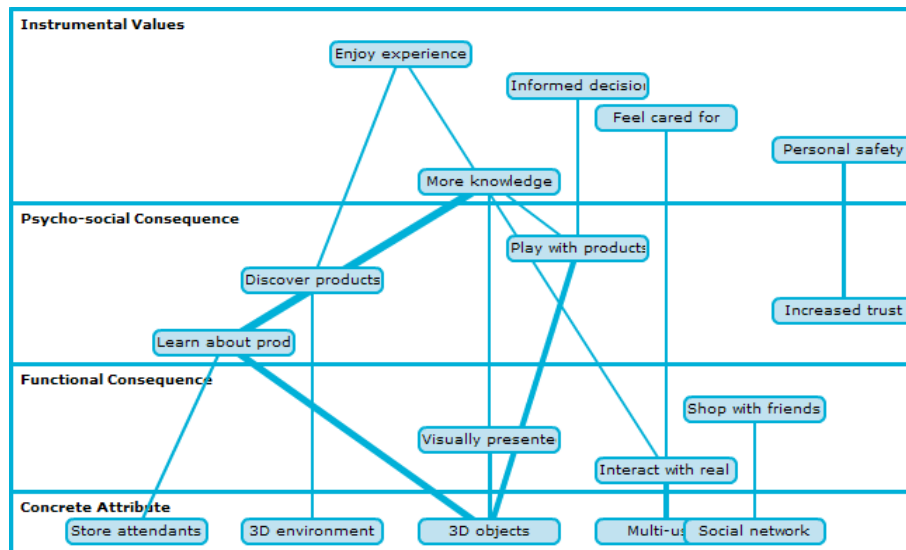 Instrumental Values
Enjoy experience
Informed decision
Feel cared for
Personal safety
More knowledge
Psycho-social Consequence
Play with products
Discover products
Increased trust
Learn about prod
Functional Consequence
Shop with friends
Visually presente
Interact with real
Concrete Attribute
Store attendants
3D environment
3D objects
Multi-us
Social network